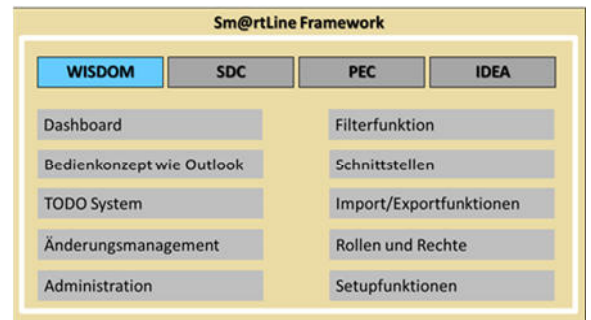 Sm@rtLine Framework
WISDOM SDC PEC IDEA
Dashboard Filterfunktion
Bedienkonzept wie Outlook Schnittstellen
TODO System Import/Exportfunktionen
Änderungsmanagement Rollen und Rechte
Administration Setupfunktionen